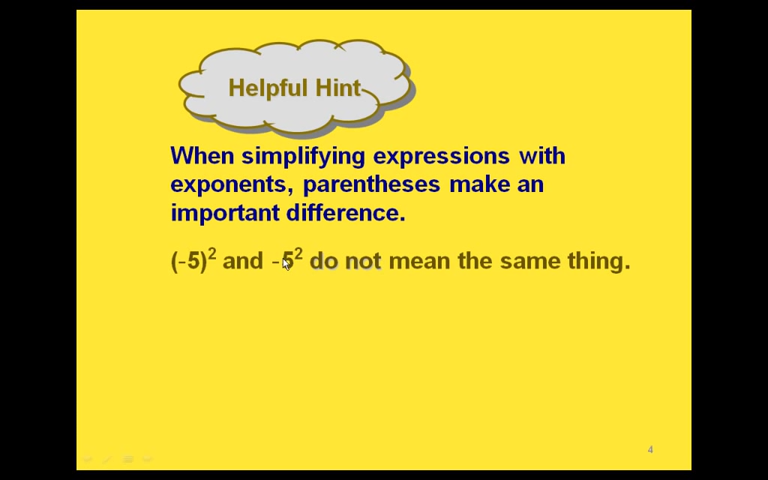 Helpful Hint
When simplifying expressions with
exponents, parentheses make an
important difference.
(-5)² and -5² do not mean the same thing.
4